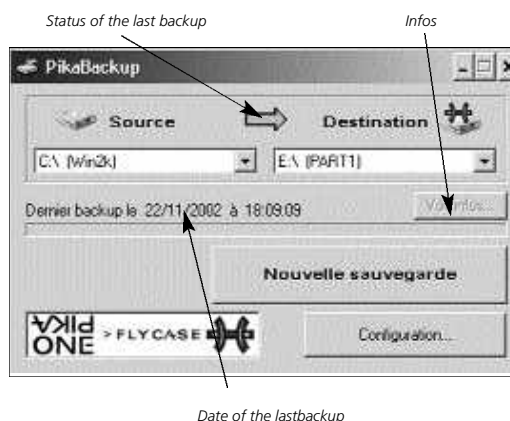 Status of the last backup
Infos
PikaBackup
Source
Destination
C:\ (Win2k)
E:\ (PART1)
Dernier backup le 22/11/2002 à 18:09:09
Nouvelle sauvegarde
PIKA
ONE
> FLYCASE
Configuration...
Date of the lastbackup